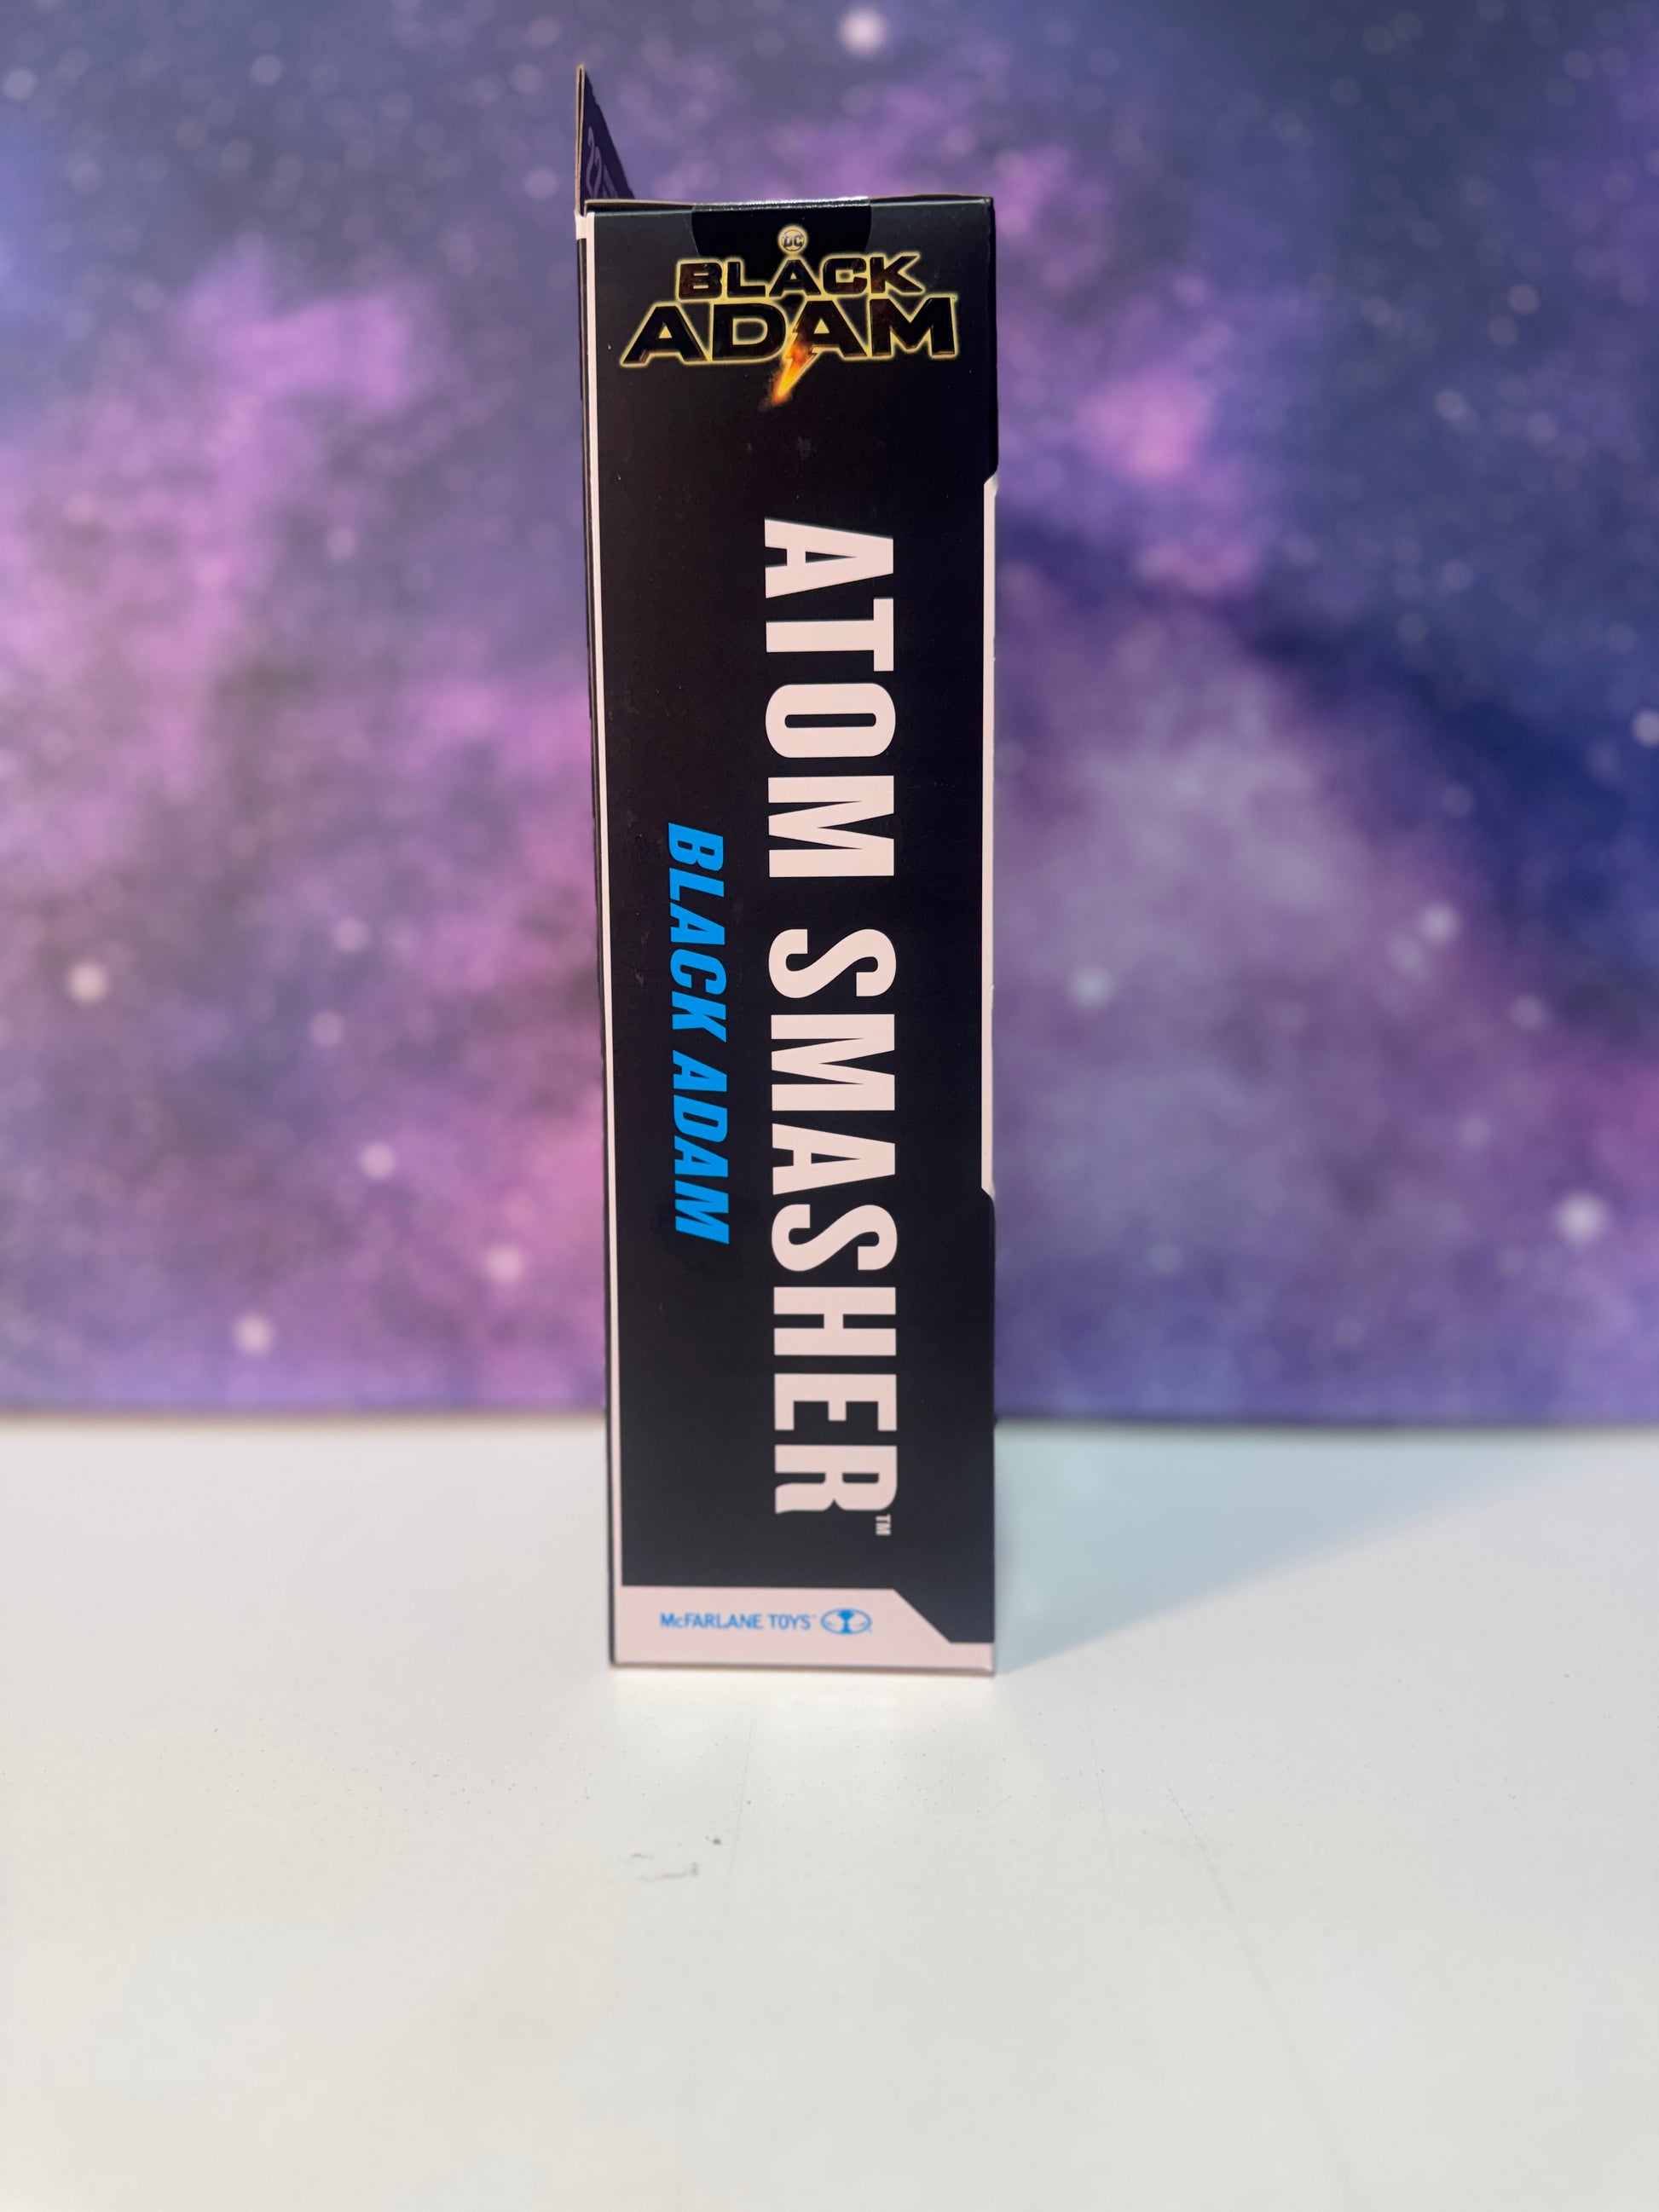 DC
BLACK
ADAM
ATOM SMASHER™
BLACK ADAM
McFARLANE TOYS